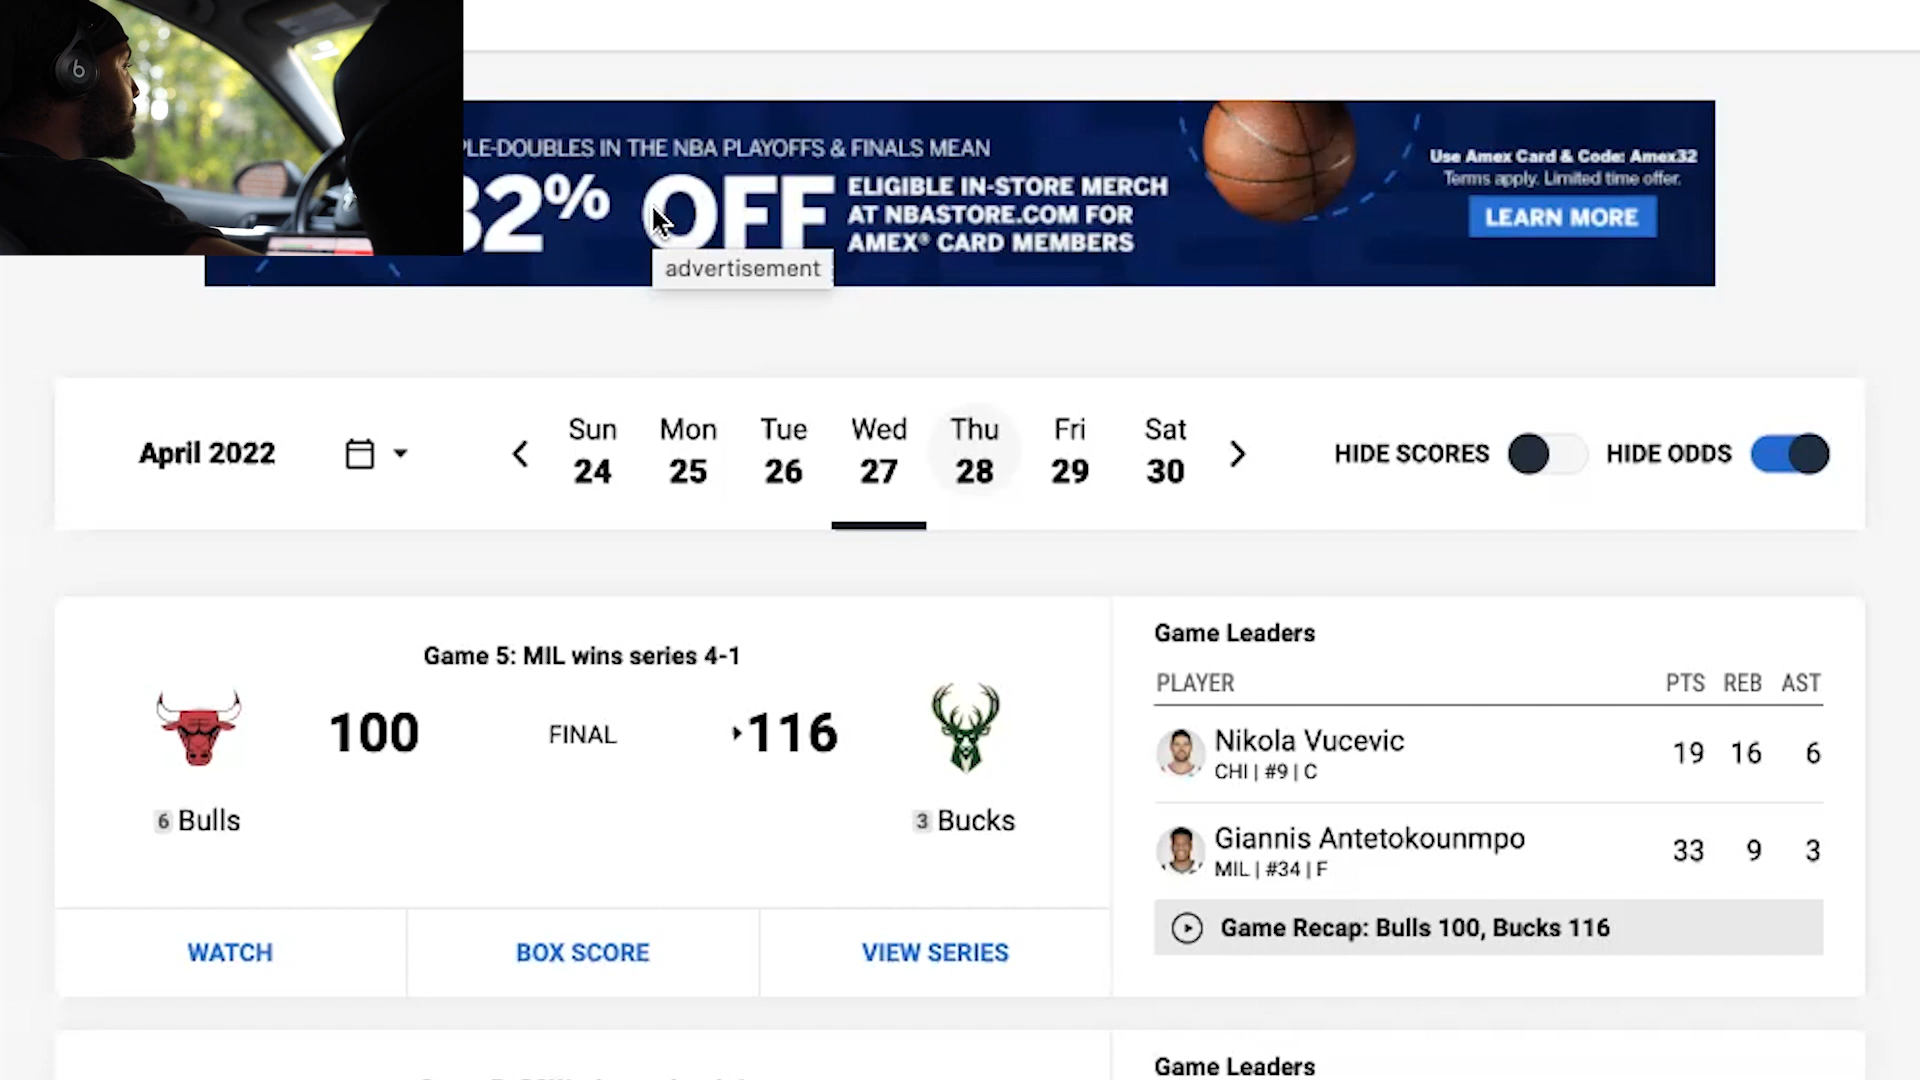 b
LE-DOUBLES IN THE NBA PLAYOFFS & FINALS MEAN
32% OFF
ELIGIBLE IN-STORE MERCH
AT NBASTORE.COM FOR
AMEX® CARD MEMBERS
Use Amex Card & Code: Amex32
Terms apply. Limited time offer.
LEARN MORE
advertisement
April 2022
Sun Mon Tue Wed Thu Fri Sat
24 25 26 27 28 29 30
HIDE SCORES
HIDE ODDS
Game 5: MIL wins series 4-1
100 FINAL 116
6 Bulls
3 Bucks
WATCH
BOX SCORE
VIEW SERIES
Game Leaders
PLAYER PTS REB AST
Nikola Vucevic 19 16 6
CHI | #9 | C
Giannis Antetokounmpo 33 9 3
MIL | #34 | F
Game Recap: Bulls 100, Bucks 116
Game Leaders